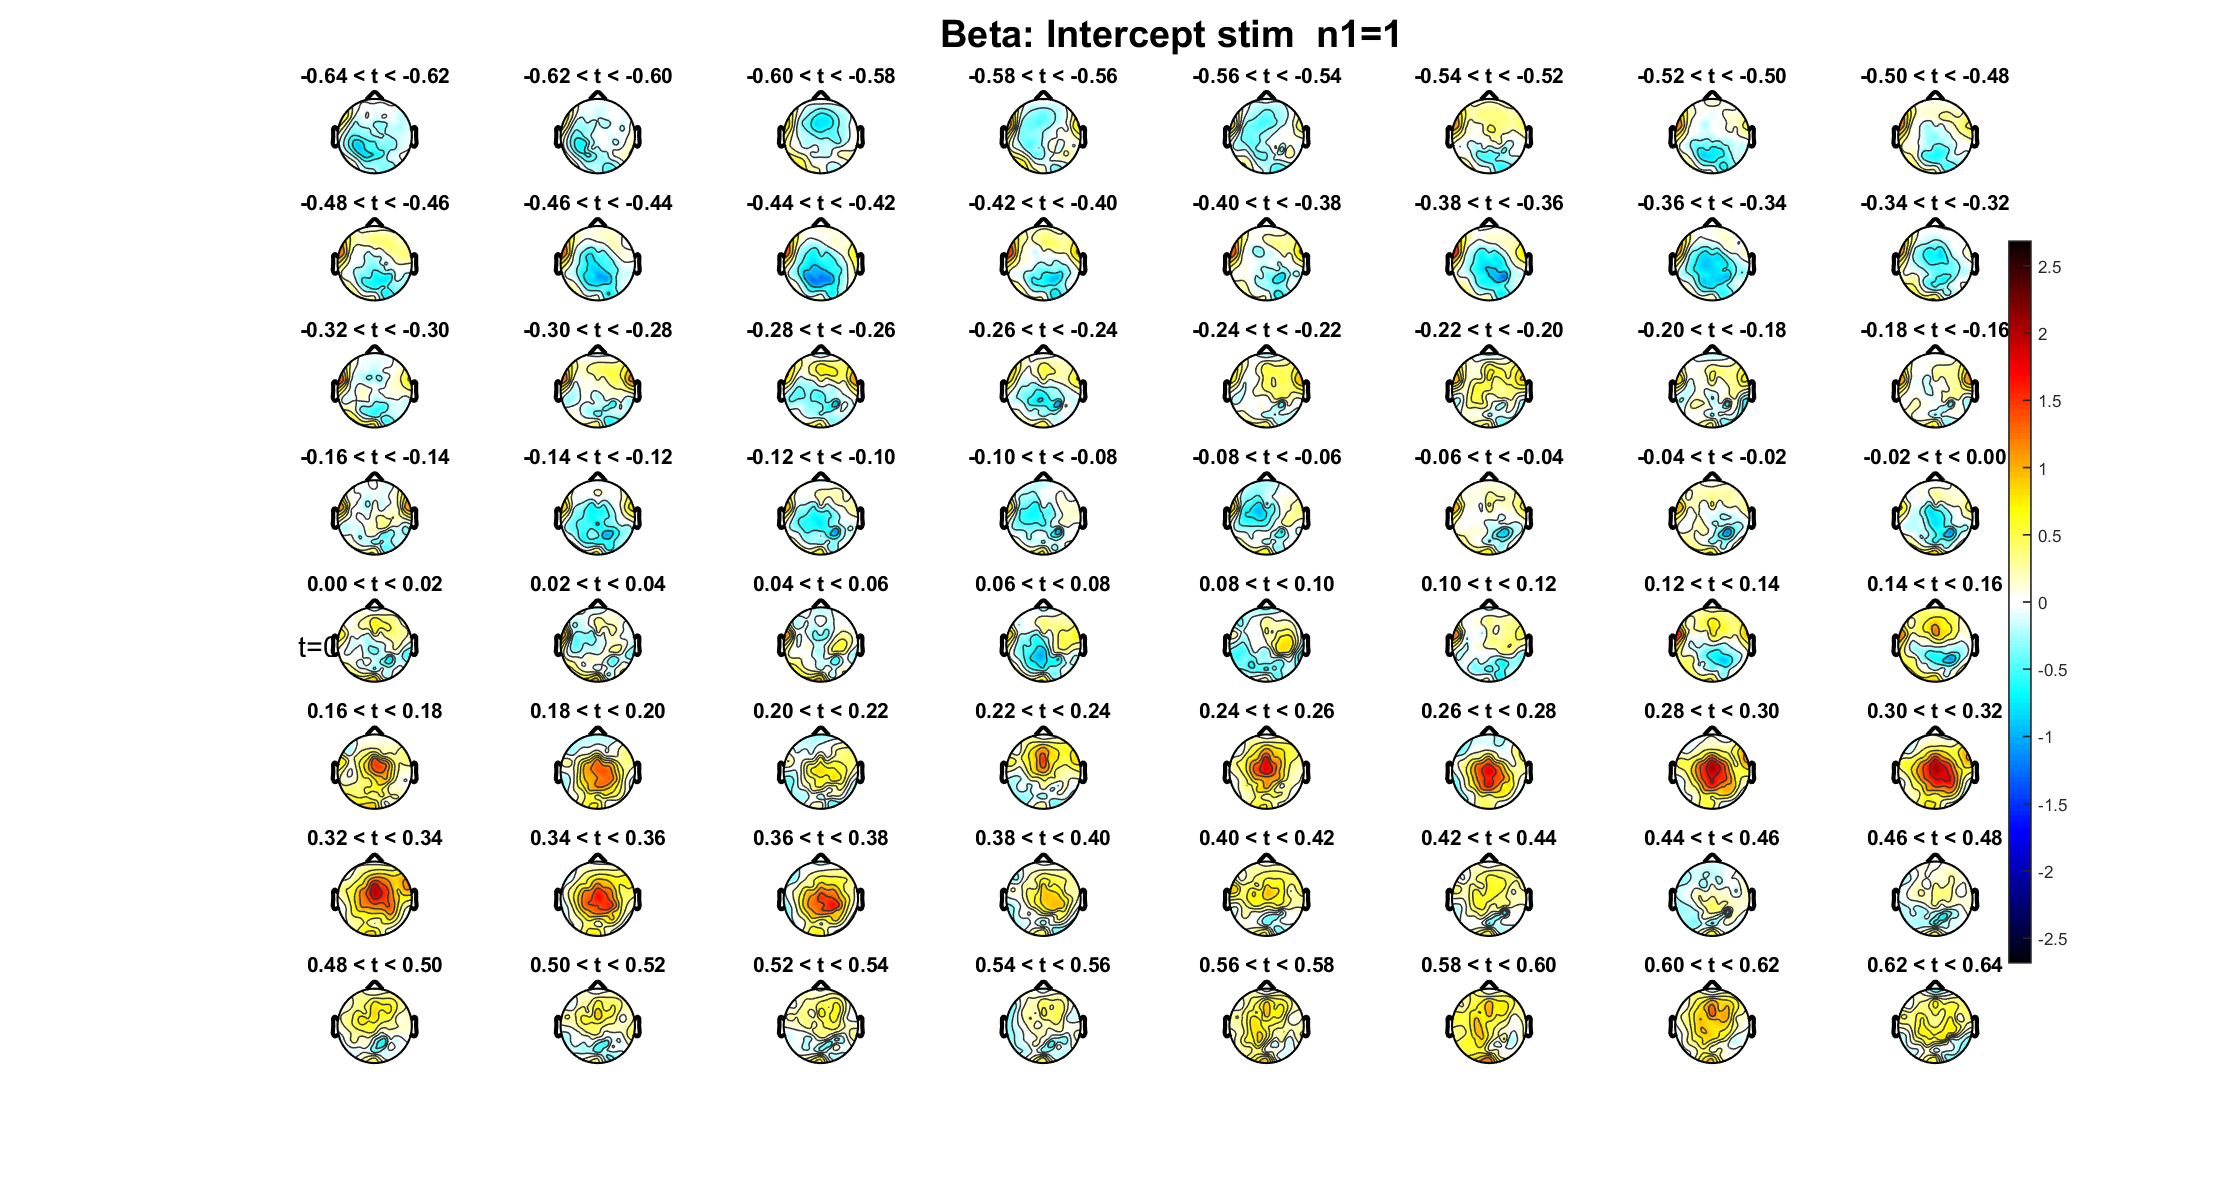 Beta: Intercept stim  n1=1
-0.64 < t < -0.62 -0.62 < t < -0.60 -0.60 < t < -0.58 -0.58 < t < -0.56 -0.56 < t < -0.54 -0.54 < t < -0.52 -0.52 < t < -0.50 -0.50 < t < -0.48
-0.48 < t < -0.46 -0.46 < t < -0.44 -0.44 < t < -0.42 -0.42 < t < -0.40 -0.40 < t < -0.38 -0.38 < t < -0.36 -0.36 < t < -0.34 -0.34 < t < -0.32
-0.32 < t < -0.30 -0.30 < t < -0.28 -0.28 < t < -0.26 -0.26 < t < -0.24 -0.24 < t < -0.22 -0.22 < t < -0.20 -0.20 < t < -0.18 -0.18 < t < -0.16
-0.16 < t < -0.14 -0.14 < t < -0.12 -0.12 < t < -0.10 -0.10 < t < -0.08 -0.08 < t < -0.06 -0.06 < t < -0.04 -0.04 < t < -0.02 -0.02 < t < 0.00
0.00 < t < 0.02 0.02 < t < 0.04 0.04 < t < 0.06 0.06 < t < 0.08 0.08 < t < 0.10 0.10 < t < 0.12 0.12 < t < 0.14 0.14 < t < 0.16
t=0
0.16 < t < 0.18 0.18 < t < 0.20 0.20 < t < 0.22 0.22 < t < 0.24 0.24 < t < 0.26 0.26 < t < 0.28 0.28 < t < 0.30 0.30 < t < 0.32
0.32 < t < 0.34 0.34 < t < 0.36 0.36 < t < 0.38 0.38 < t < 0.40 0.40 < t < 0.42 0.42 < t < 0.44 0.44 < t < 0.46 0.46 < t < 0.48
0.48 < t < 0.50 0.50 < t < 0.52 0.52 < t < 0.54 0.54 < t < 0.56 0.56 < t < 0.58 0.58 < t < 0.60 0.60 < t < 0.62 0.62 < t < 0.64
2.5
2
1.5
1
0.5
0
-0.5
-1
-1.5
-2
-2.5